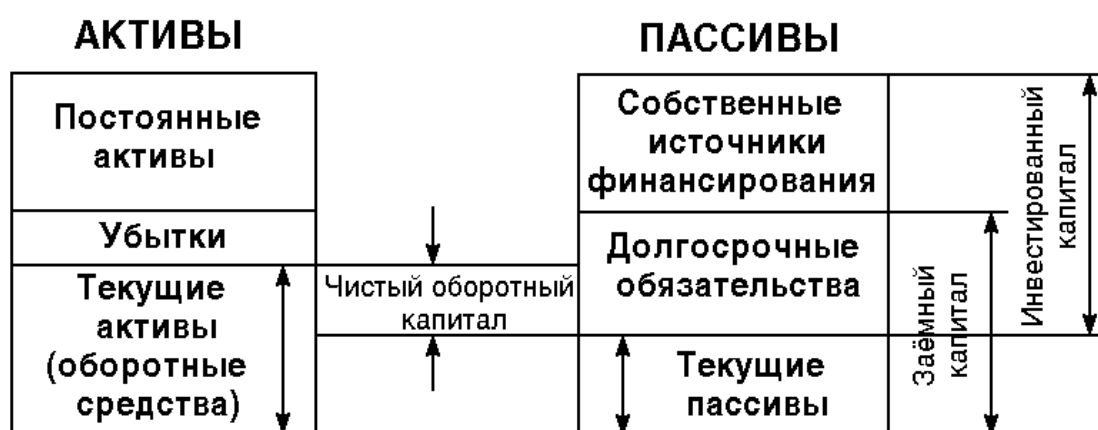 АКТИВЫ
ПАССИВЫ
Постоянные
активы
Убытки
Текущие
активы
(оборотные
средства)
Чистый оборотный
капитал
Собственные
источники
финансирования
Долгосрочные
обязательства
Текущие
пассивы
Заёмный
капитал
Инвестированный
капитал